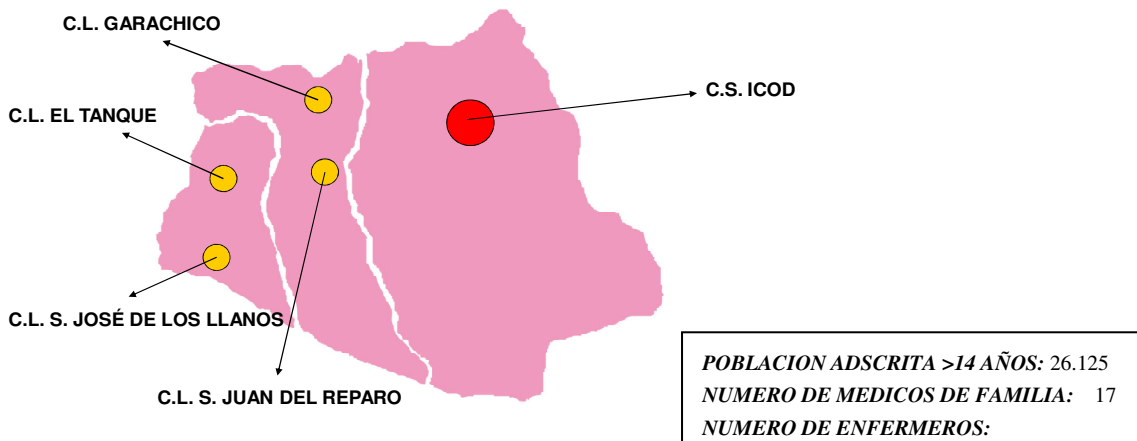 C.L. GARACHICO
C.S. ICOD
C.L. EL TANQUE
C.L. S. JOSÉ DE LOS LLANOS
C.L. S. JUAN DEL REPARO
POBLACION ADSCRITA >14 AÑOS: 26.125
NUMERO DE MEDICOS DE FAMILIA: 17
NUMERO DE ENFERMEROS: